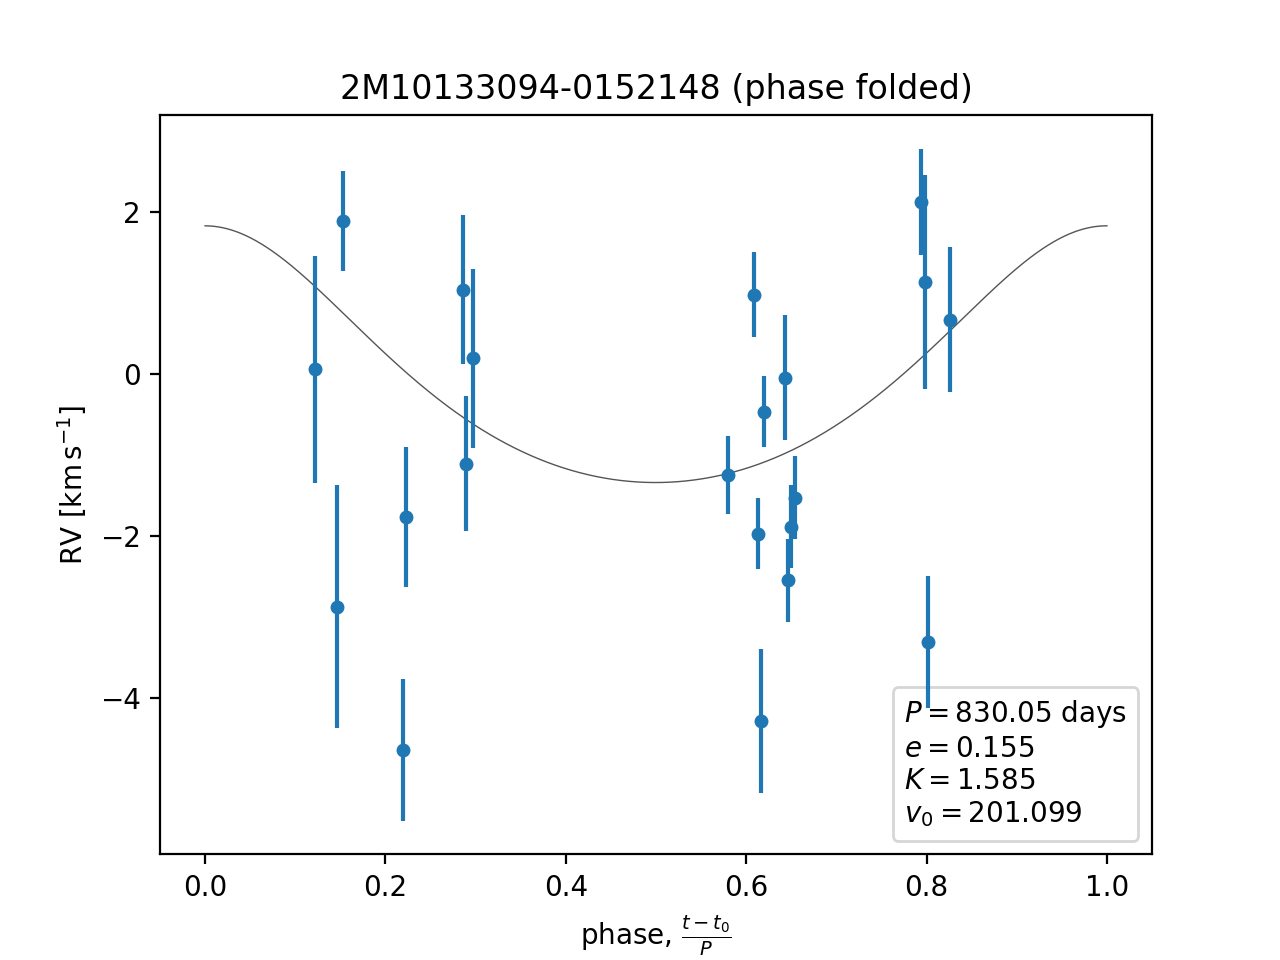 2M10133094-0152148 (phase folded)
RV [km s⁻¹]
2
0
−2
−4
P = 830.05 days
e = 0.155
K = 1.585
v₀ = 201.099
0.0 0.2 0.4 0.6 0.8 1.0
phase, (t − t₀)/P